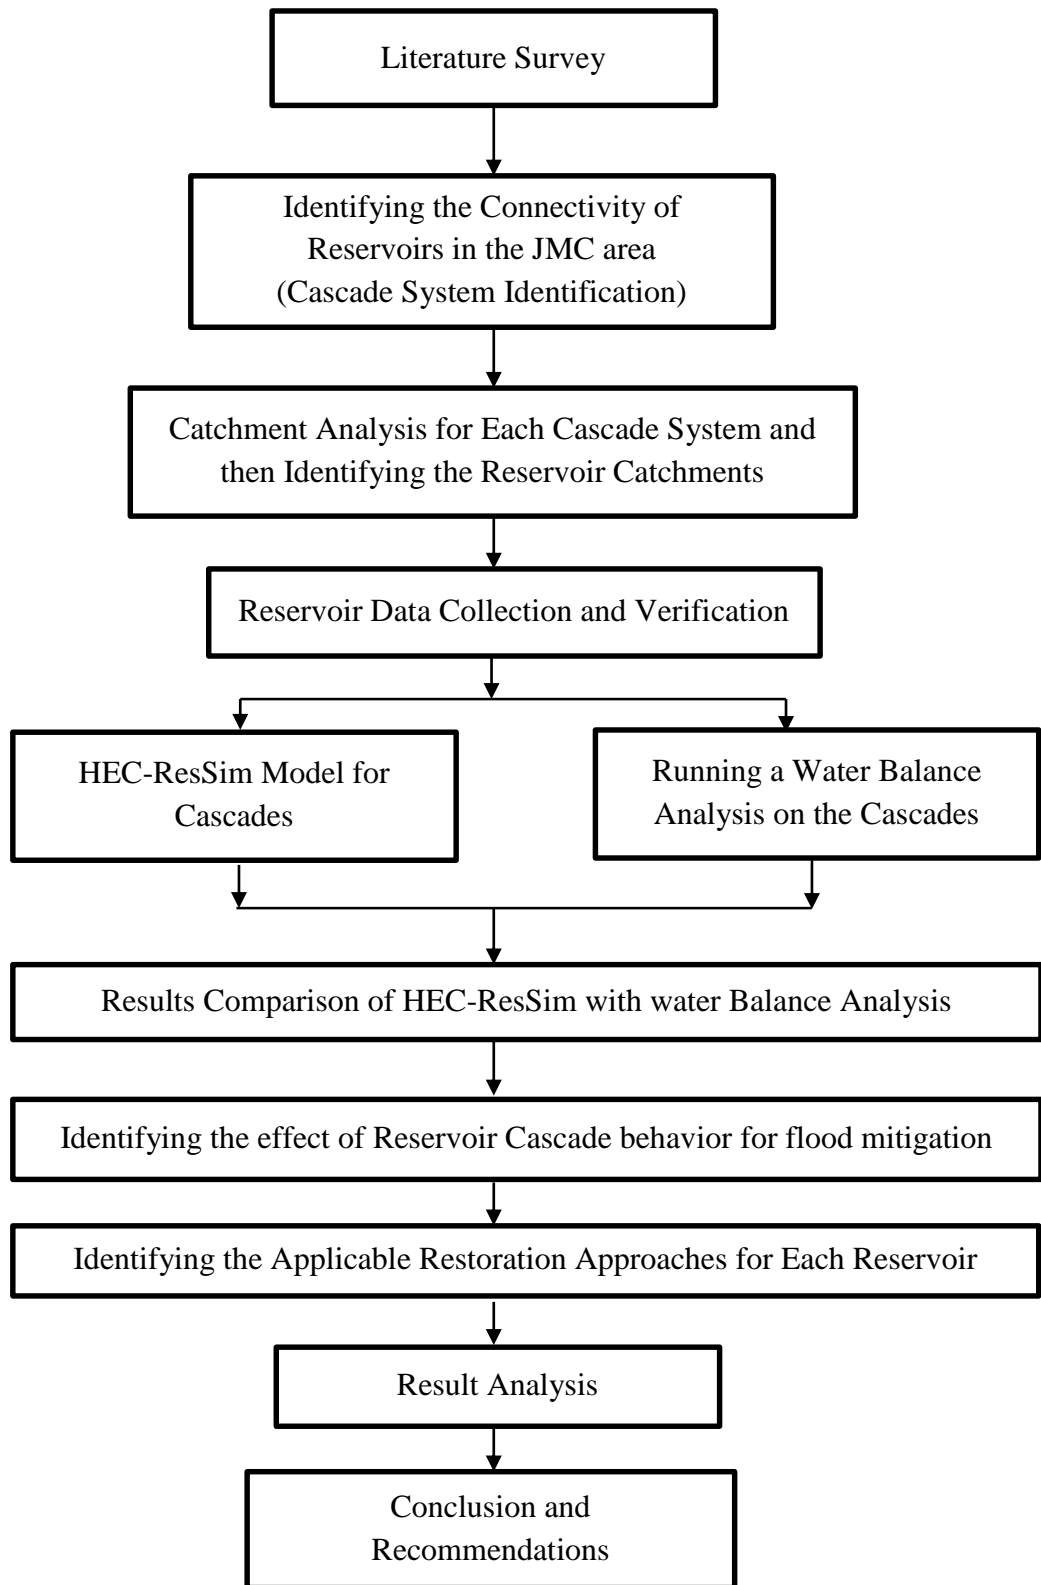 Literature Survey
Identifying the Connectivity of
Reservoirs in the JMC area
(Cascade System Identification)
Catchment Analysis for Each Cascade System and
then Identifying the Reservoir Catchments
Reservoir Data Collection and Verification
HEC-ResSim Model for
Cascades
Running a Water Balance
Analysis on the Cascades
Results Comparison of HEC-ResSim with water Balance Analysis
Identifying the effect of Reservoir Cascade behavior for flood mitigation
Identifying the Applicable Restoration Approaches for Each Reservoir
Result Analysis
Conclusion and
Recommendations